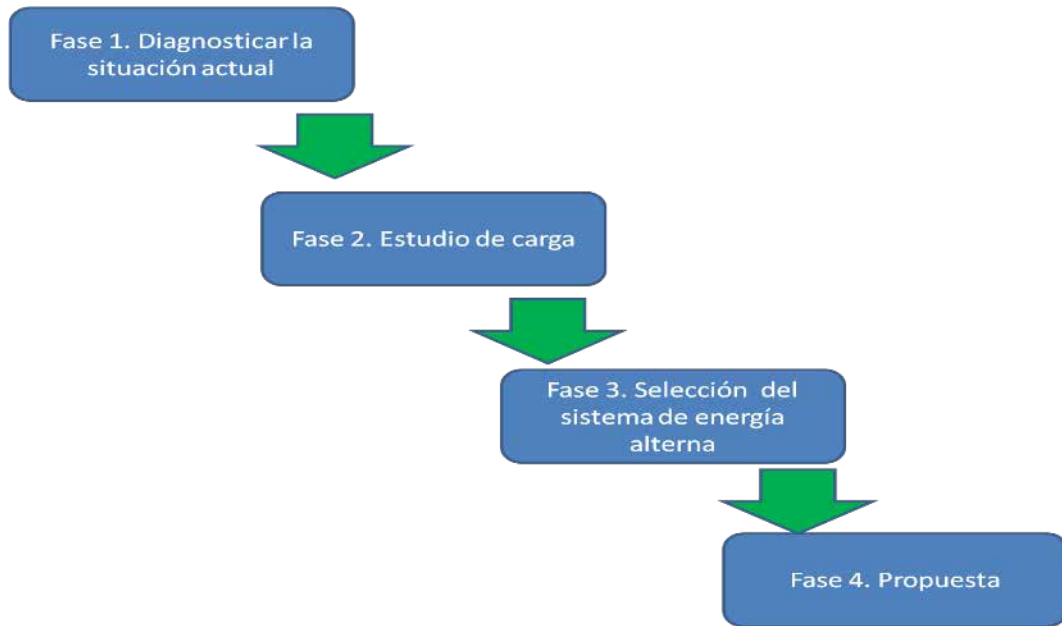 Fase 1. Diagnosticar la
situación actual
Fase 2. Estudio de carga
Fase 3. Selección del
sistema de energía
alterna
Fase 4. Propuesta